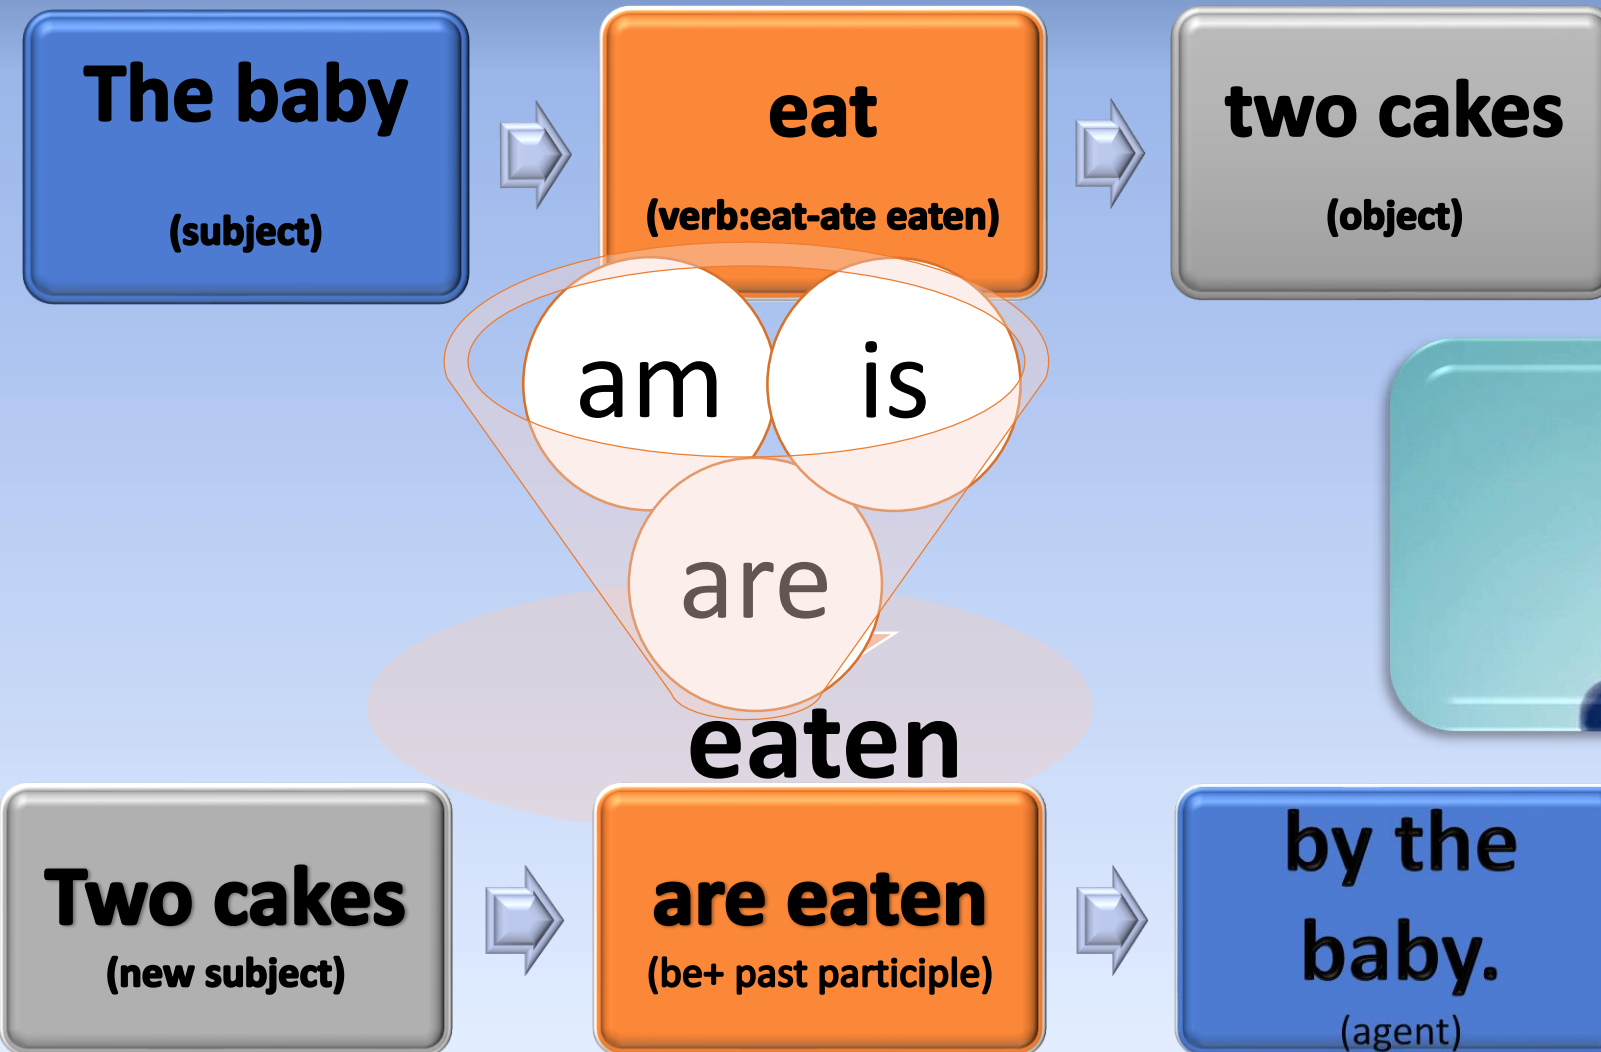 The baby
(subject)
eat
(verb:eat-ate eaten)
two cakes
(object)
am
is
are
eaten
Two cakes
(new subject)
are eaten
(be+ past participle)
by the
baby.
(agent)